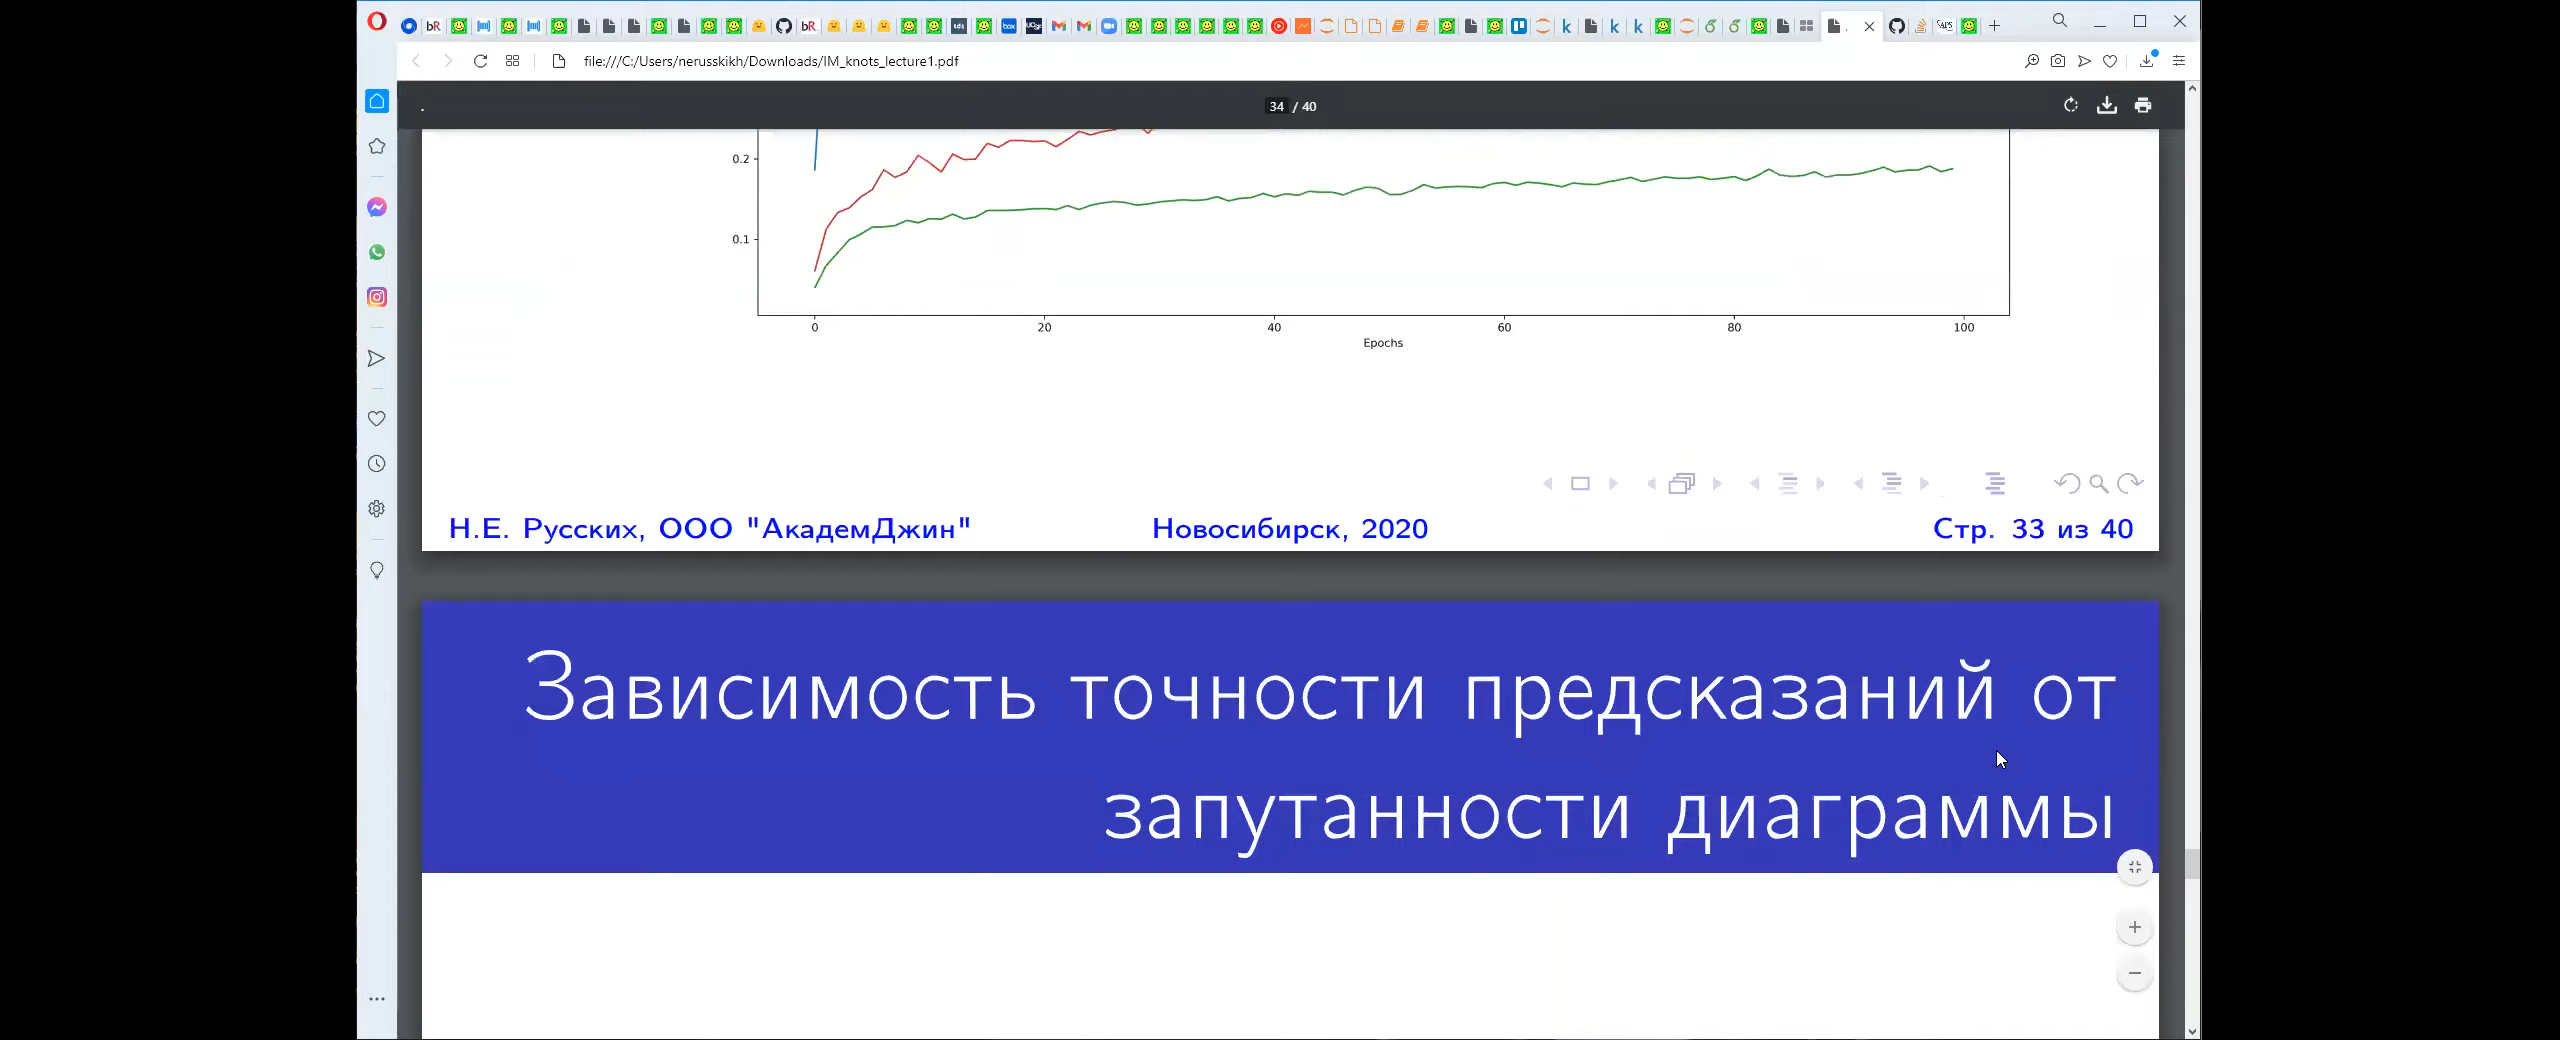 file:///C:/Users/nerusskikh/Downloads/IM_knots_lecture1.pdf
34 / 40
0.2
0.1
0 20 40 60 80 100
Epochs
Н.Е. Русских, ООО "АкадемДжин" Новосибирск, 2020 Стр. 33 из 40
Зависимость точности предсказаний от
запутанности диаграммы